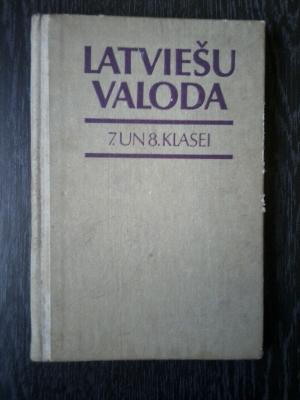 LATVIEŠU
VALODA
7. UN 8. KLASEI